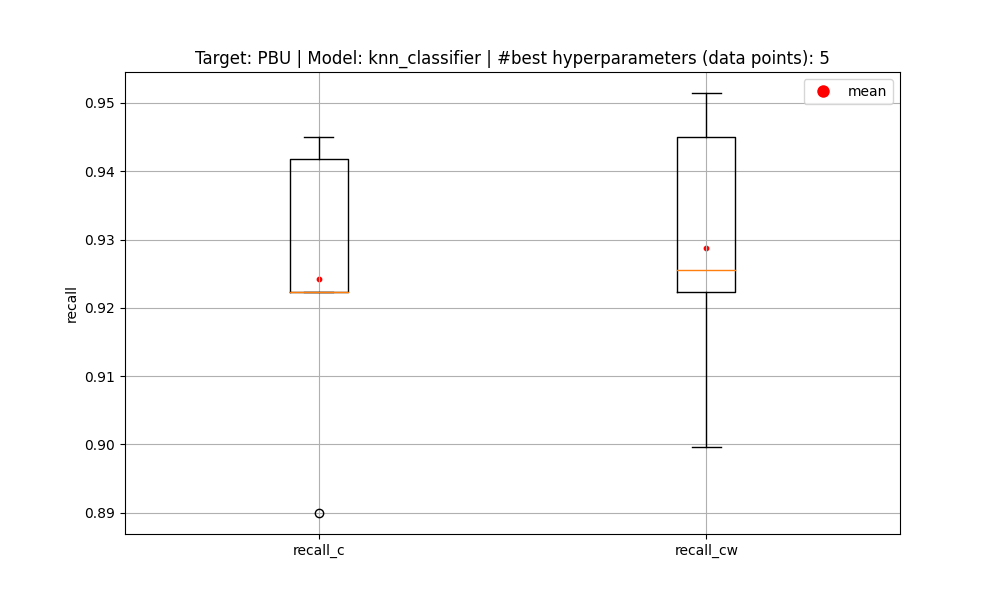 Target: PBU | Model: knn_classifier | #best hyperparameters (data points): 5
mean
0.95
0.94
0.93
0.92
0.91
0.90
0.89
recall
recall_c
recall_cw